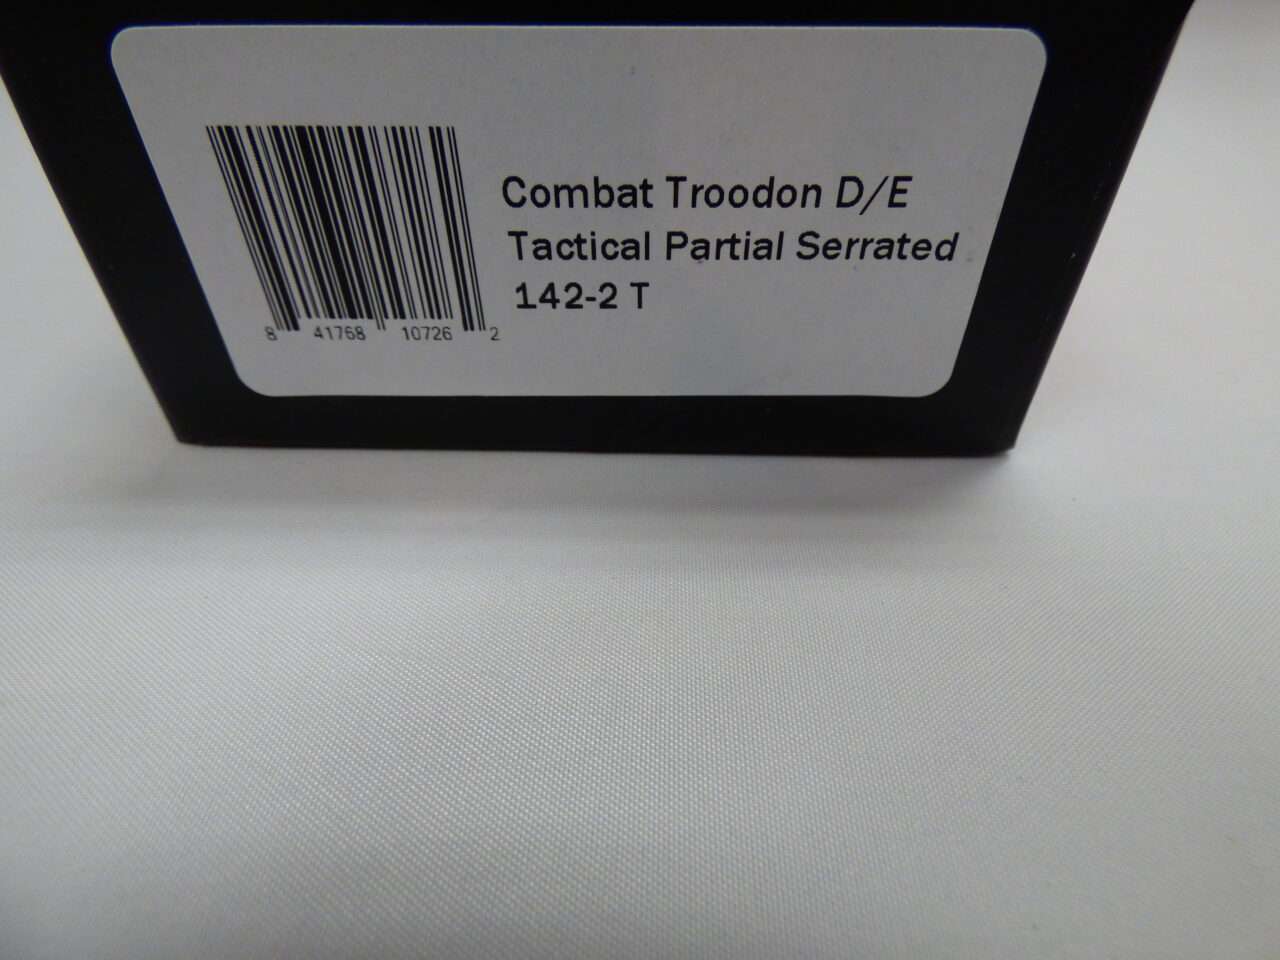 Combat Troodon D/E
Tactical Partial Serrated
142-2 T
8 41768 10726 2